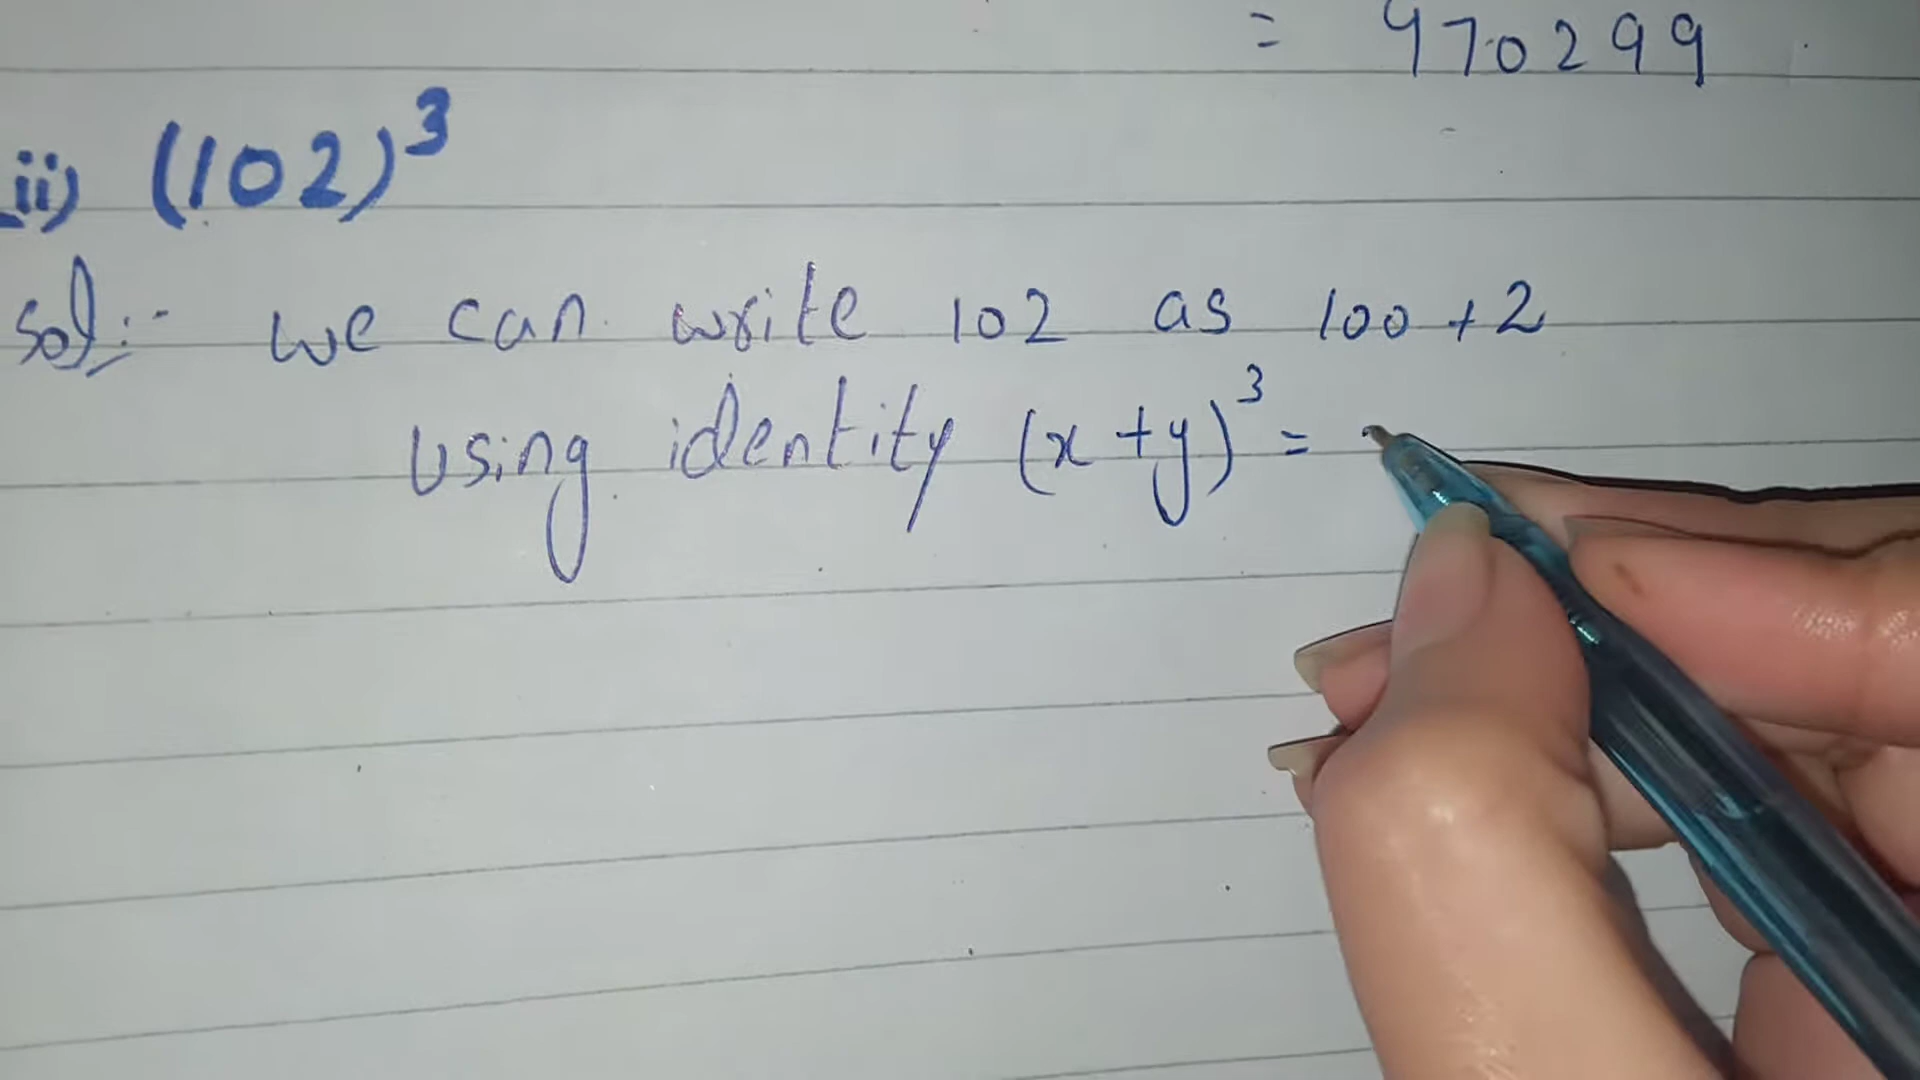 = 970299
ii) (102)³
Sol:- we can write 102 as 100 + 2
using identity (x + y)³ =